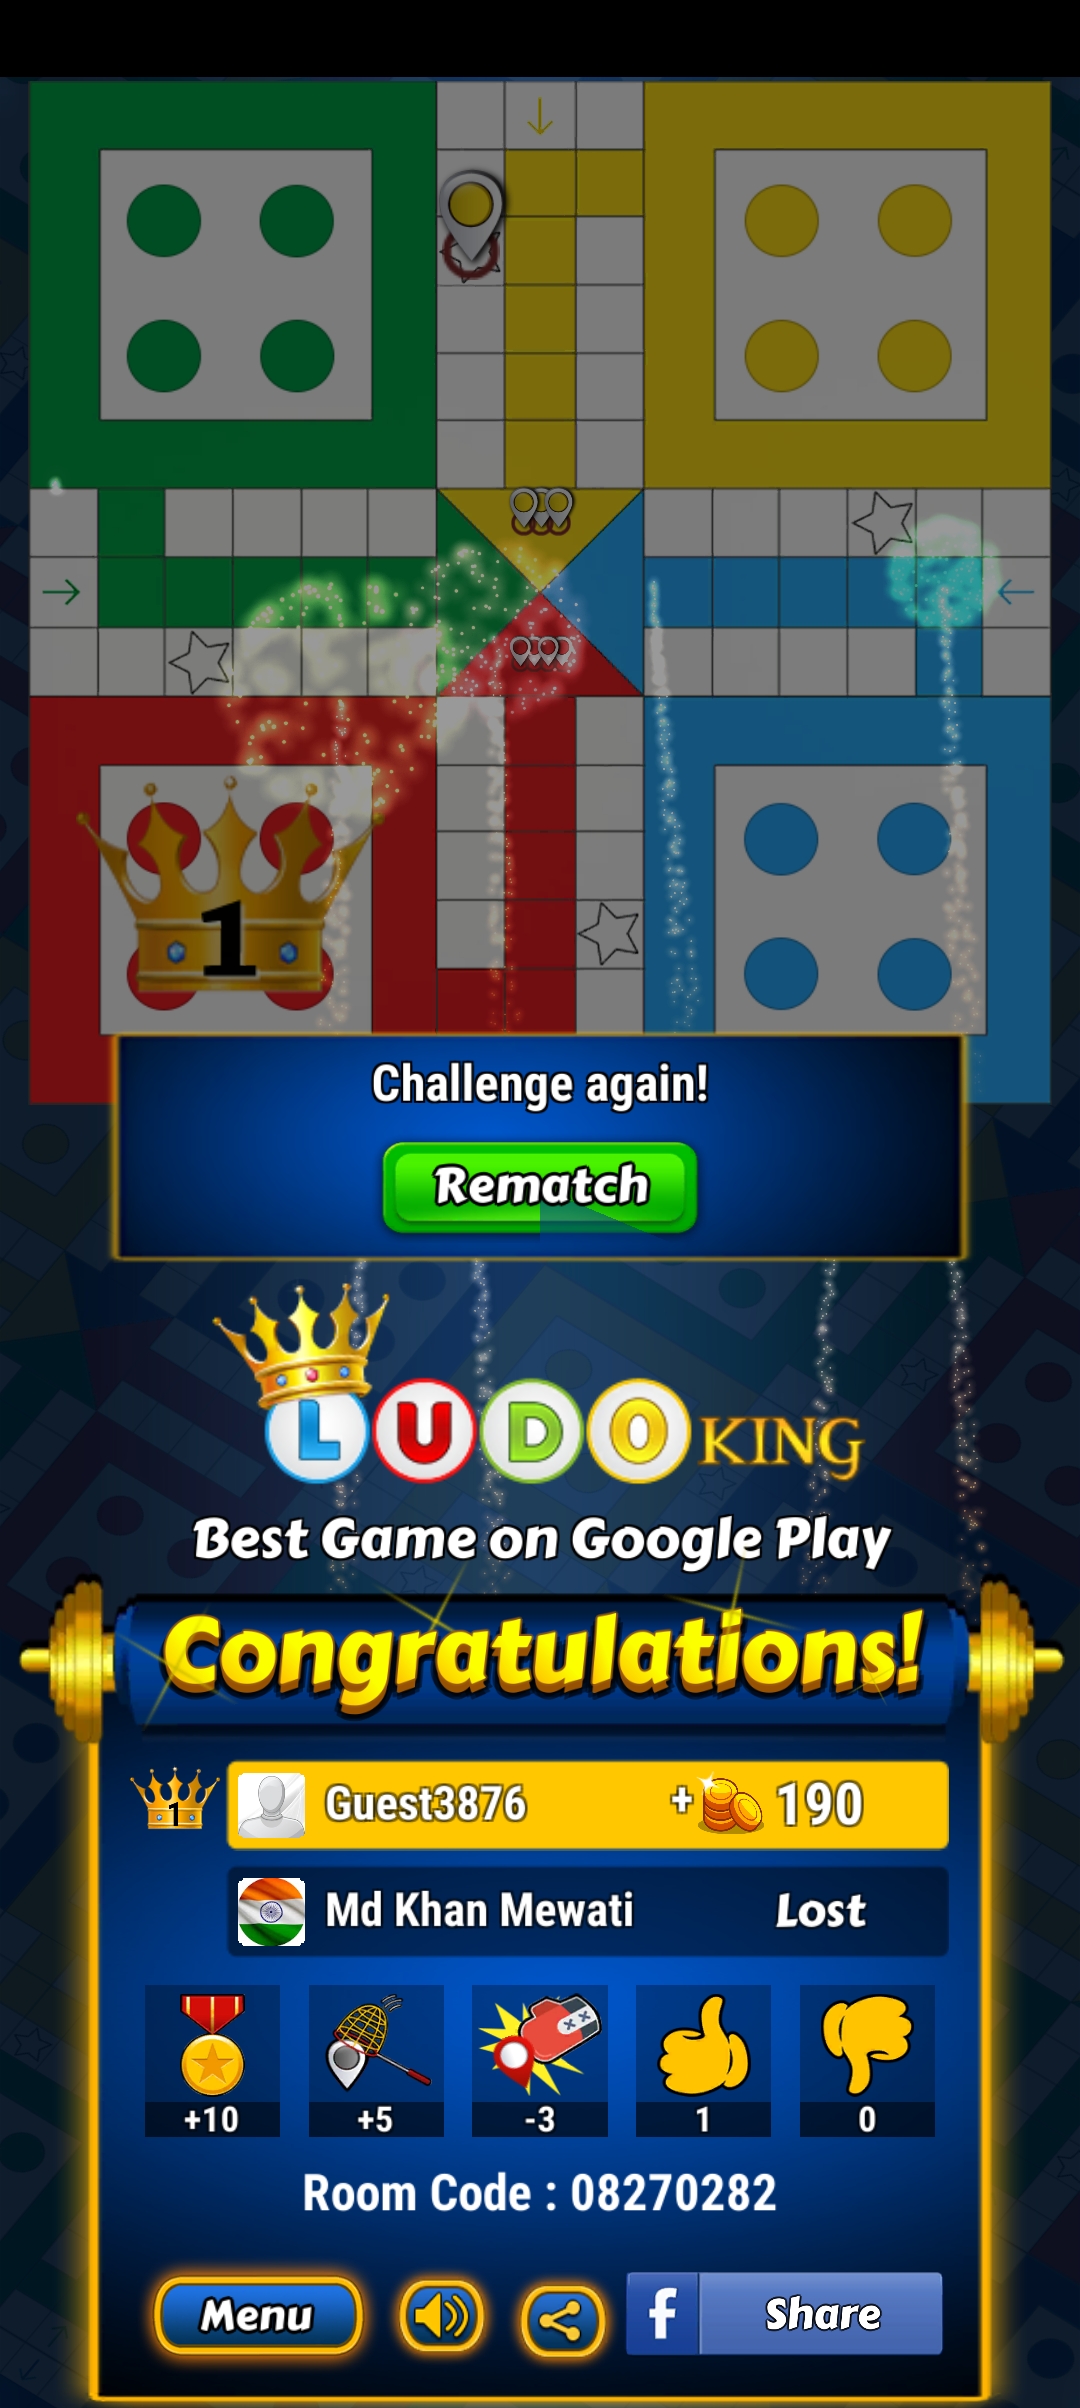 1
Challenge again!
Rematch
LUDO KING
Best Game on Google Play
Congratulations!
1 Guest3876 + 190
Md Khan Mewati Lost
+10 +5 -3 1 0
Room Code : 08270282
Menu f Share